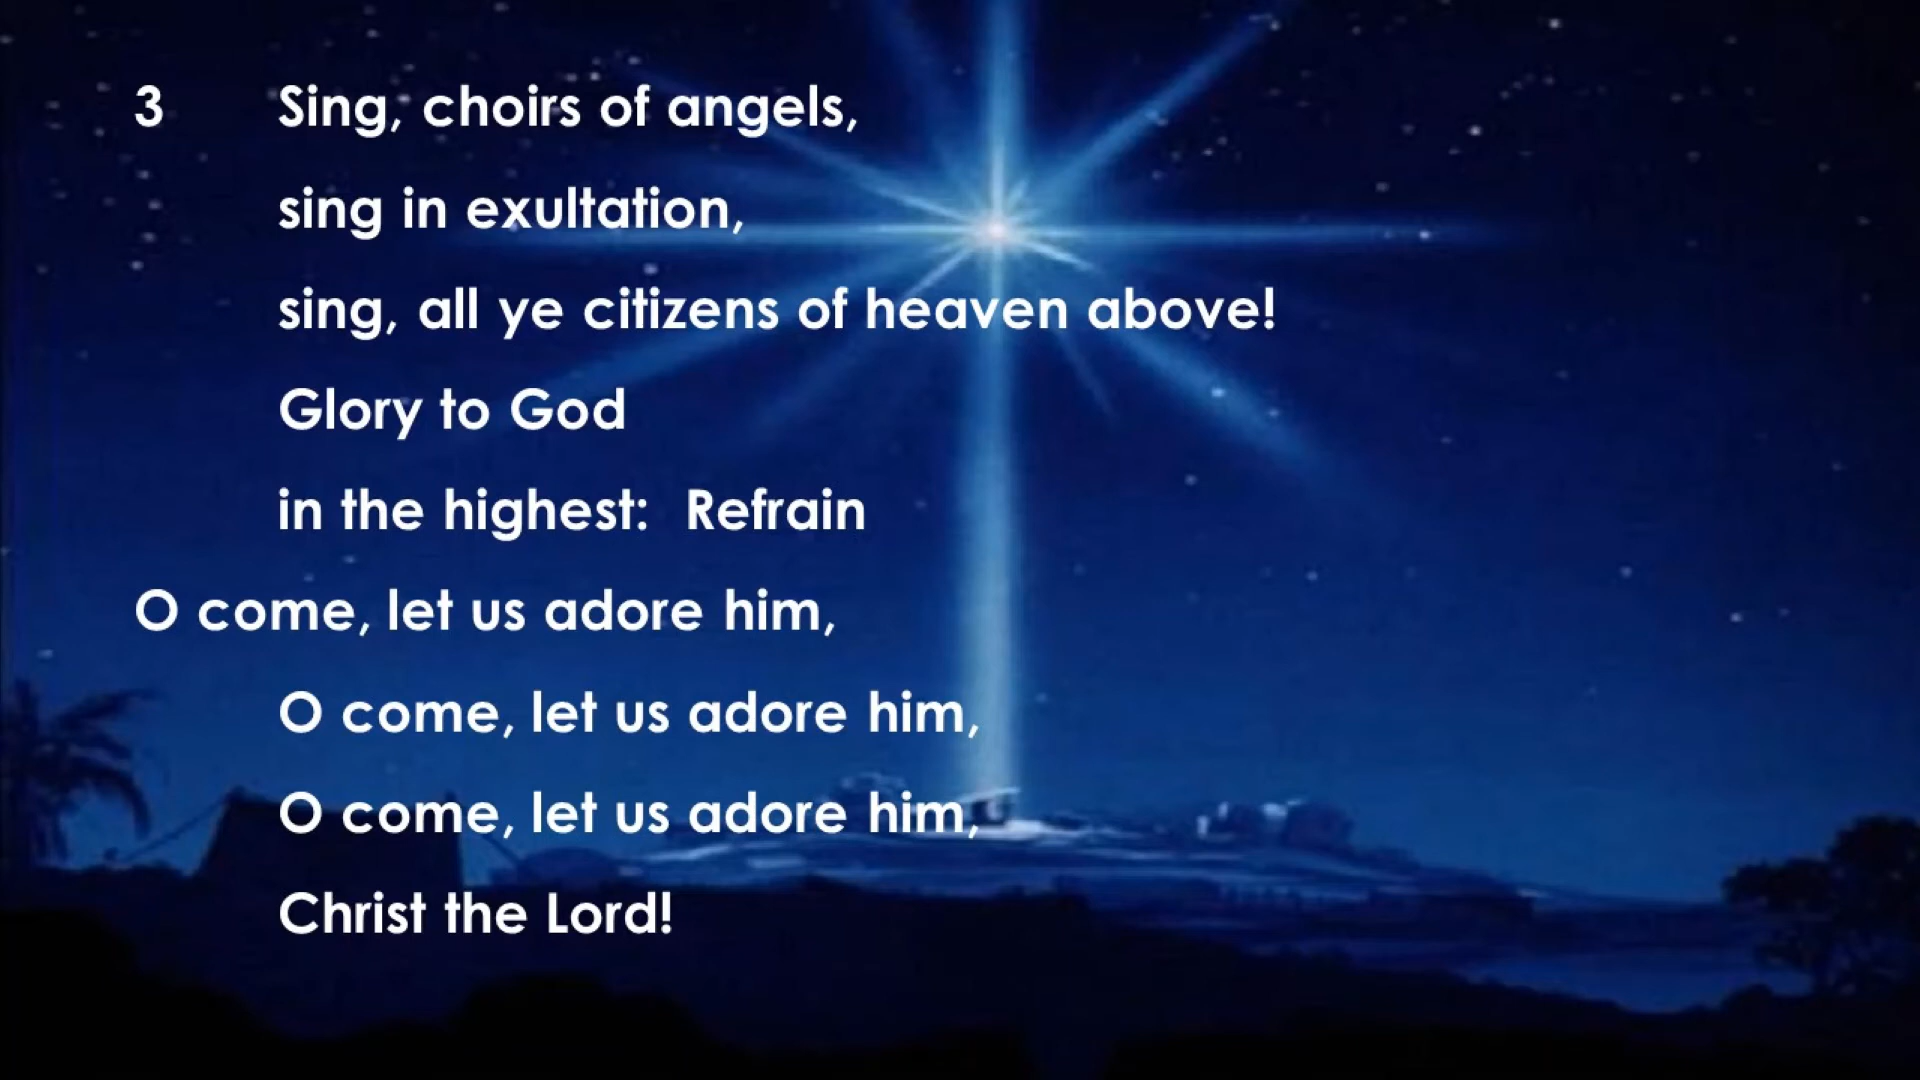 3 Sing, choirs of angels,
sing in exultation,
sing, all ye citizens of heaven above!
Glory to God
in the highest: Refrain
O come, let us adore him,
O come, let us adore him,
O come, let us adore him,
Christ the Lord!